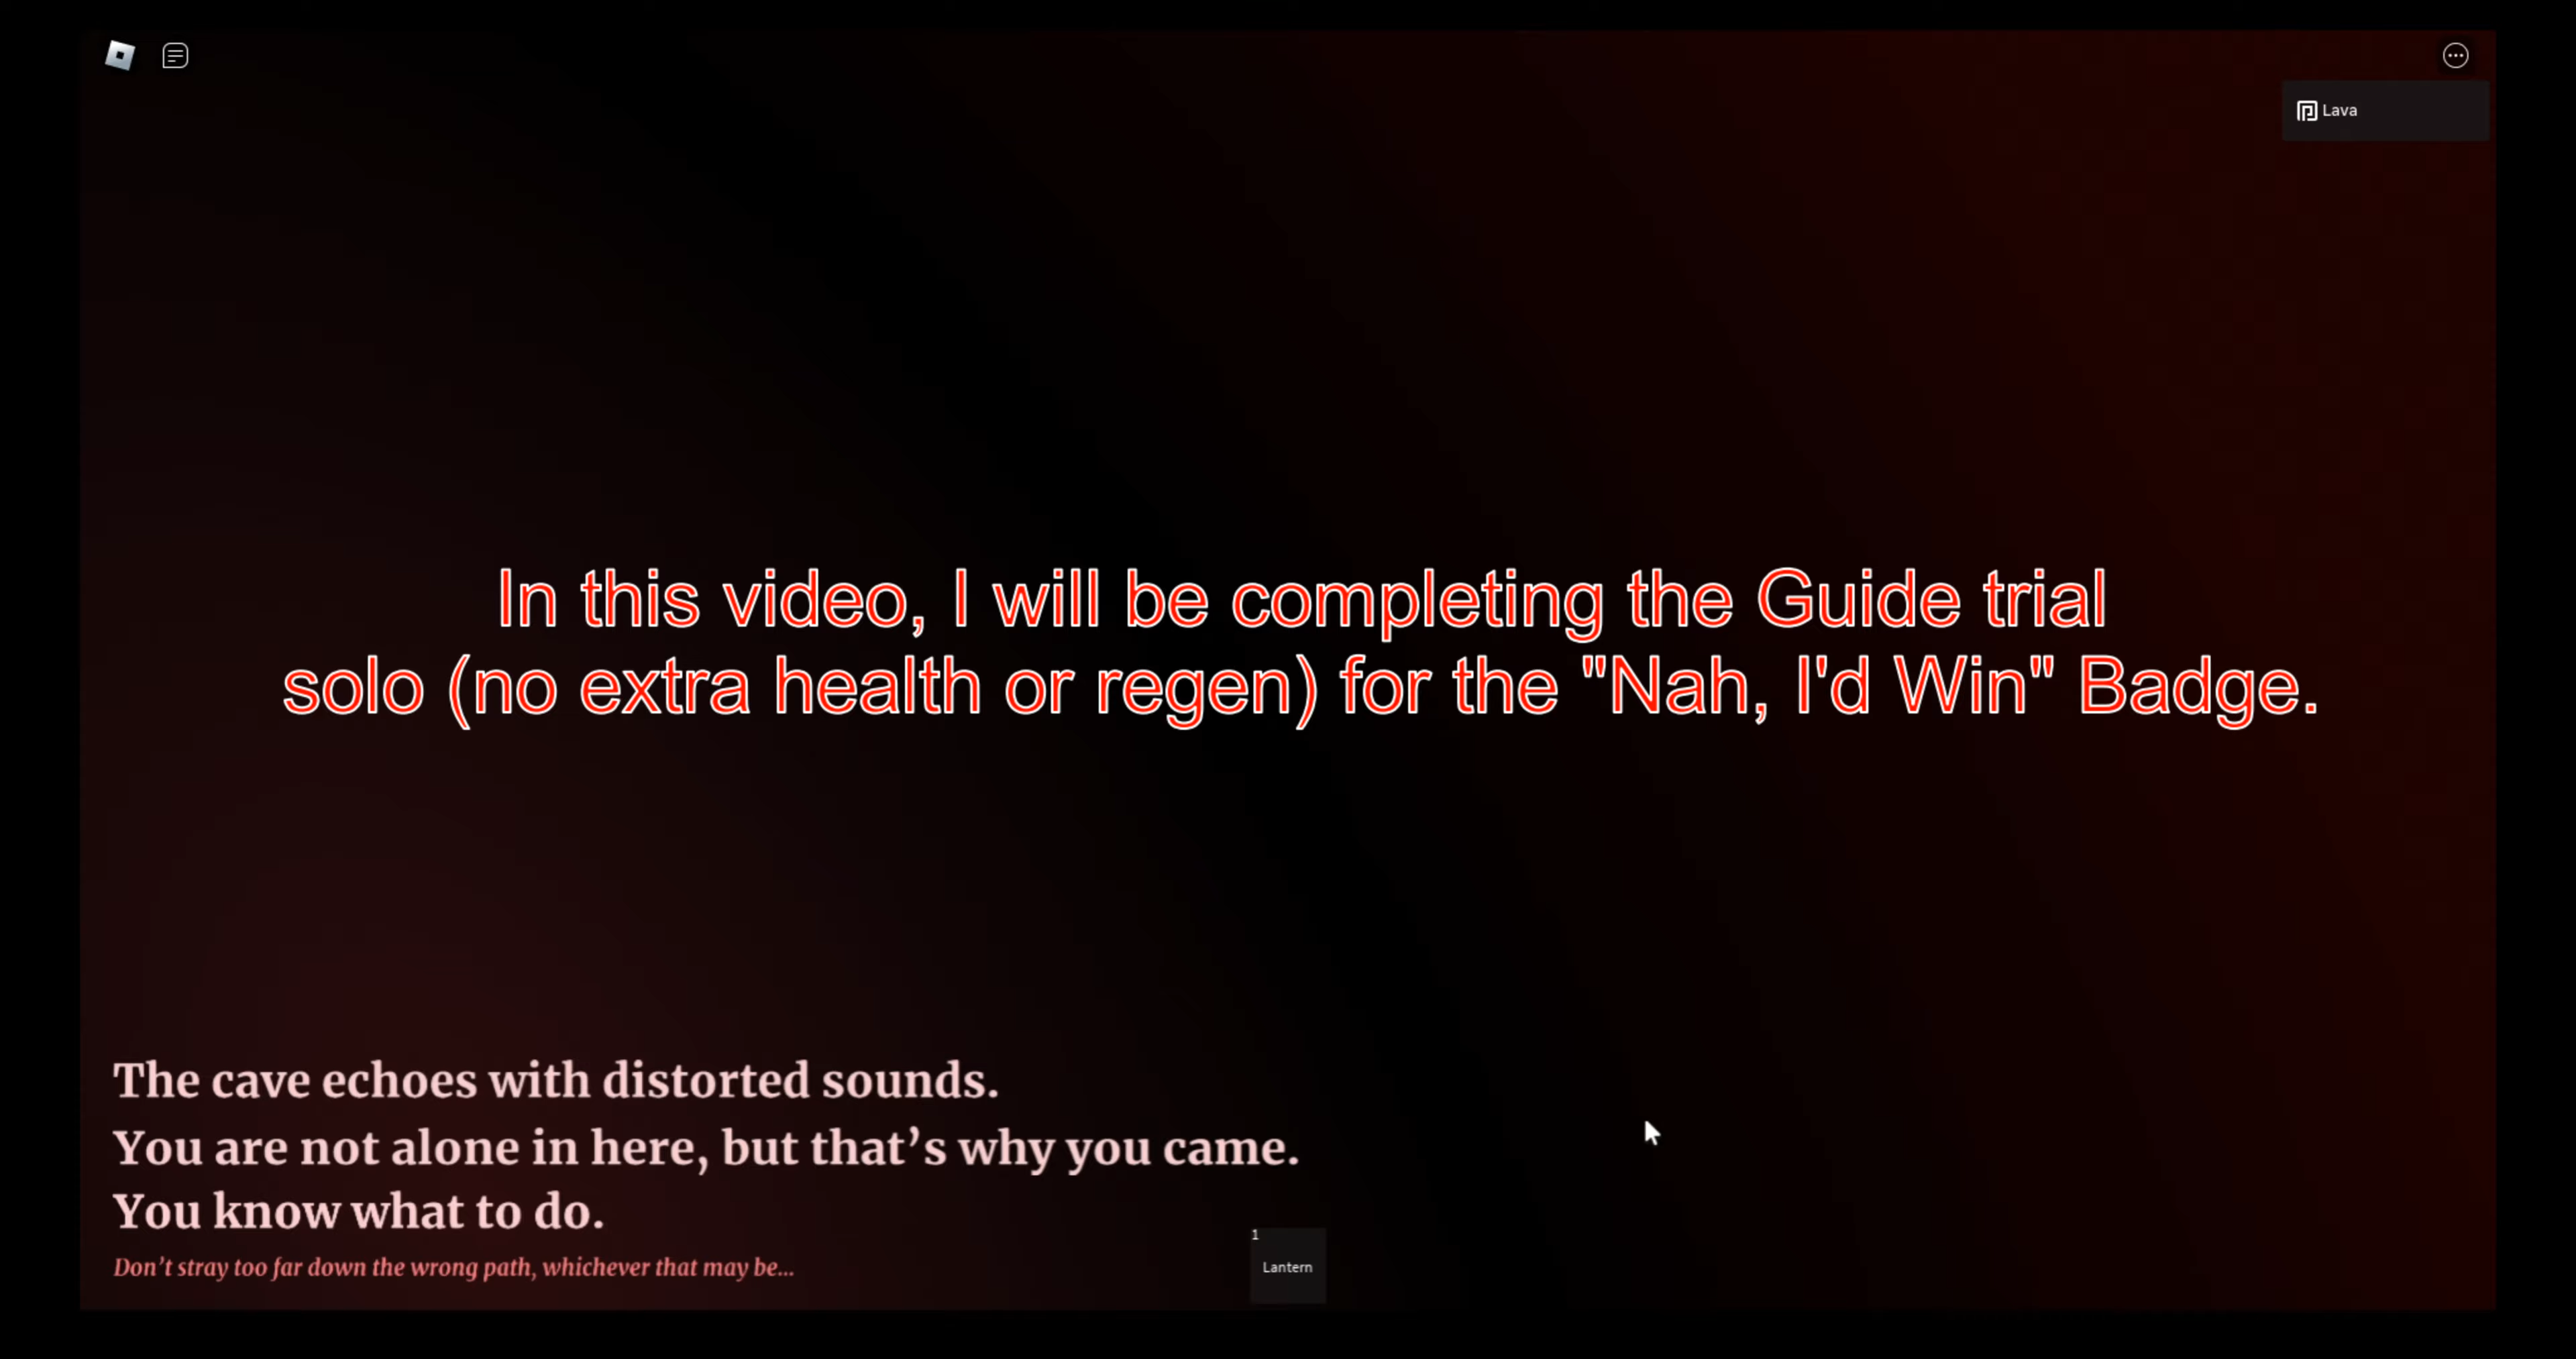 Lava
In this video, I will be completing the Guide trial
solo (no extra health or regen) for the "Nah, I'd Win" Badge.
The cave echoes with distorted sounds.
You are not alone in here, but that’s why you came.
You know what to do.
Don’t stray too far down the wrong path, whichever that may be...
1
Lantern